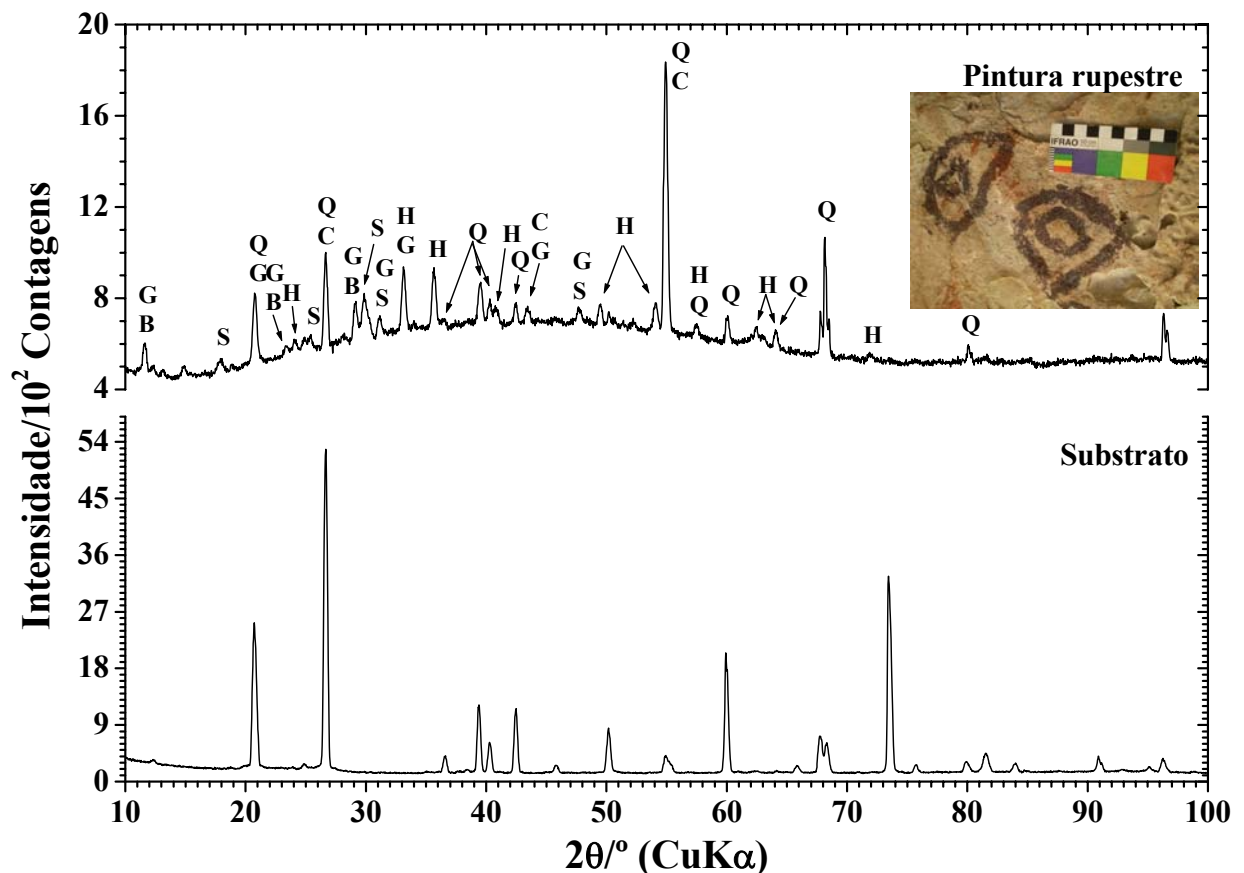 20
16
12
8
4
Intensidade/10² Contagens
Pintura rupestre
IFRAO
G
B
S
Q
G
G
B
H
S
Q
C
G
B
S
G
S
H
G
H
Q
H
Q
C
G
G
S
H
Q
C
H
Q
Q
H
Q
Q
H
Q
Substrato
54
45
36
27
18
9
0
10 20 30 40 50 60 70 80 90 100
2θ/º (CuKα)